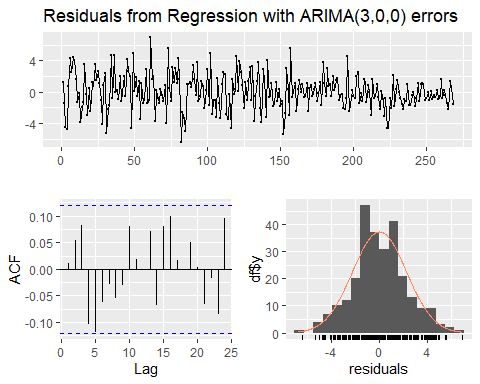 Residuals from Regression with ARIMA(3,0,0) errors
4
0
-4
0 50 100 150 200 250
0.10
0.05
0.00
-0.05
-0.10
ACF
0 5 10 15 20 25
Lag
40
30
20
10
0
df$y
-4 0 4
residuals